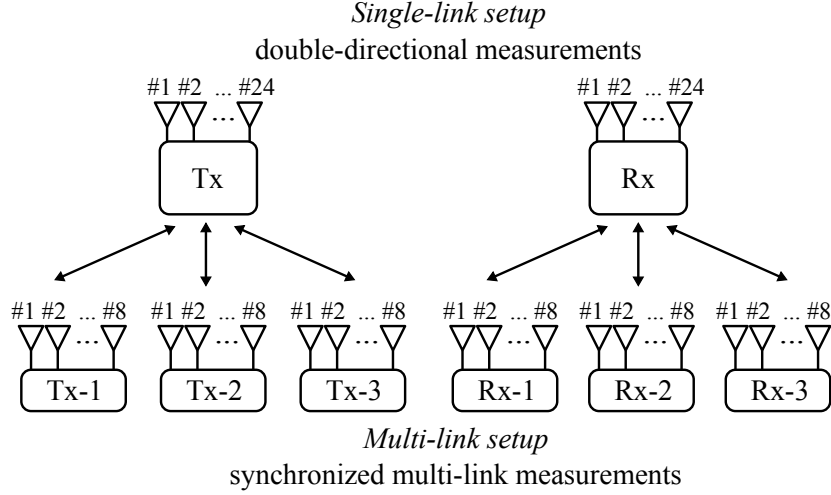 Single-link setup
double-directional measurements
#1 #2 ... #24 #1 #2 ... #24
...
...
Tx Rx
#1 #2 ... #8 #1 #2 ... #8 #1 #2 ... #8 #1 #2 ... #8 #1 #2 ... #8 #1 #2 ... #8
... ... ... ... ... ...
Tx-1 Tx-2 Tx-3 Rx-1 Rx-2 Rx-3
Multi-link setup
synchronized multi-link measurements